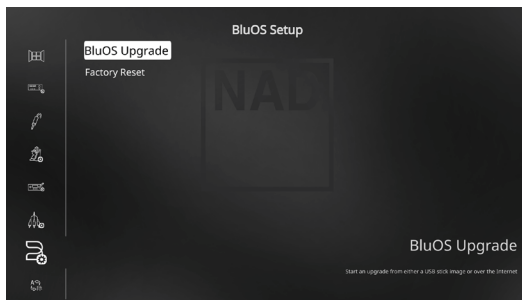 BluOS Setup
BluOS Upgrade
Factory Reset
NAD
BluOS Upgrade
Start an upgrade from either a USB stick image or over the Internet